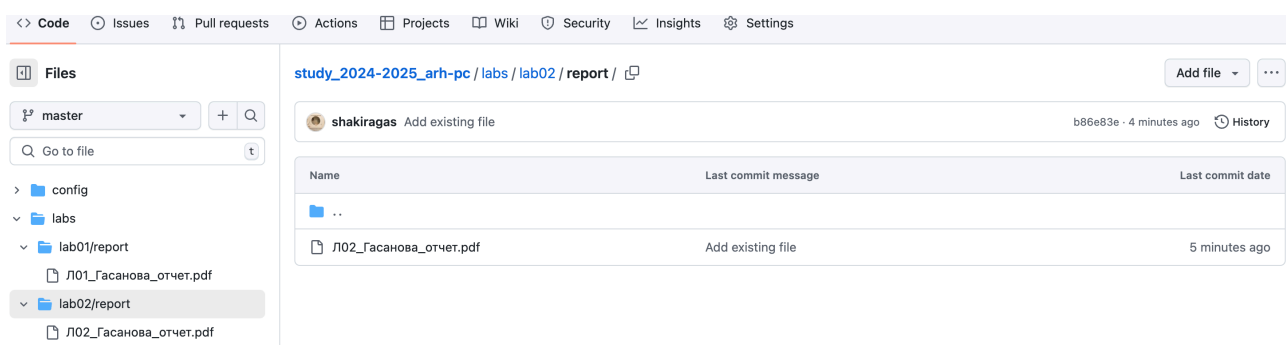 <> Code Issues Pull requests Actions Projects Wiki Security Insights Settings
Files
master
Go to file t
config
labs
lab01/report
Л01_Гасанова_отчет.pdf
lab02/report
Л02_Гасанова_отчет.pdf
study_2024-2025_arh-pc / labs / lab02 / report /
Add file
shakiragas Add existing file b86e83e · 4 minutes ago History
Name Last commit message Last commit date
..
Л02_Гасанова_отчет.pdf Add existing file 5 minutes ago